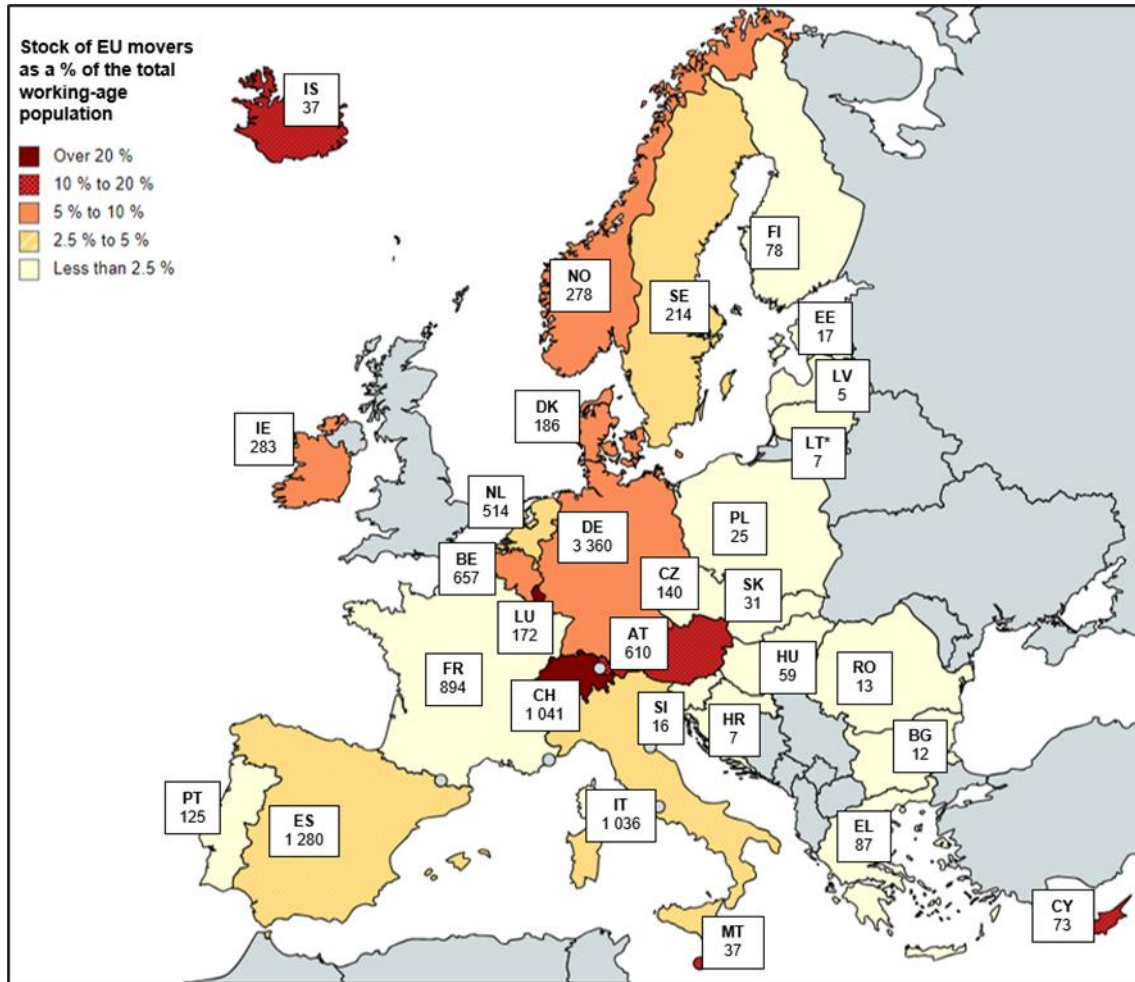 Stock of EU movers
as a % of the total
working-age
population
Over 20 %
10 % to 20 %
5 % to 10 %
2.5 % to 5 %
Less than 2.5 %
IS
37
FI
78
NO
278
SE
214
EE
17
LV
5
DK
186
IE
283
LT*
7
NL
514
DE
3 360
PL
25
BE
657
CZ
140
SK
31
LU
172
AT
610
HU
59
RO
13
FR
894
CH
1 041
SI
16
HR
7
BG
12
PT
125
ES
1 280
IT
1 036
EL
87
MT
37
CY
73